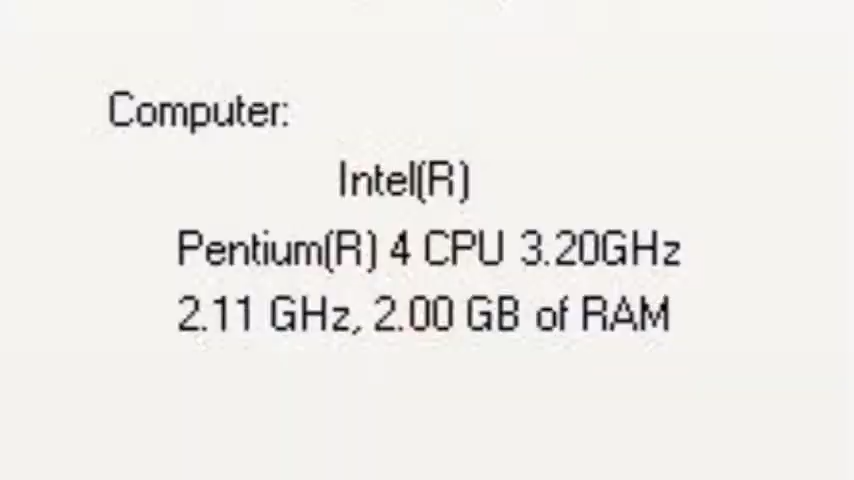 Computer:
Intel(R)
Pentium(R) 4 CPU 3.20GHz
2.11 GHz, 2.00 GB of RAM